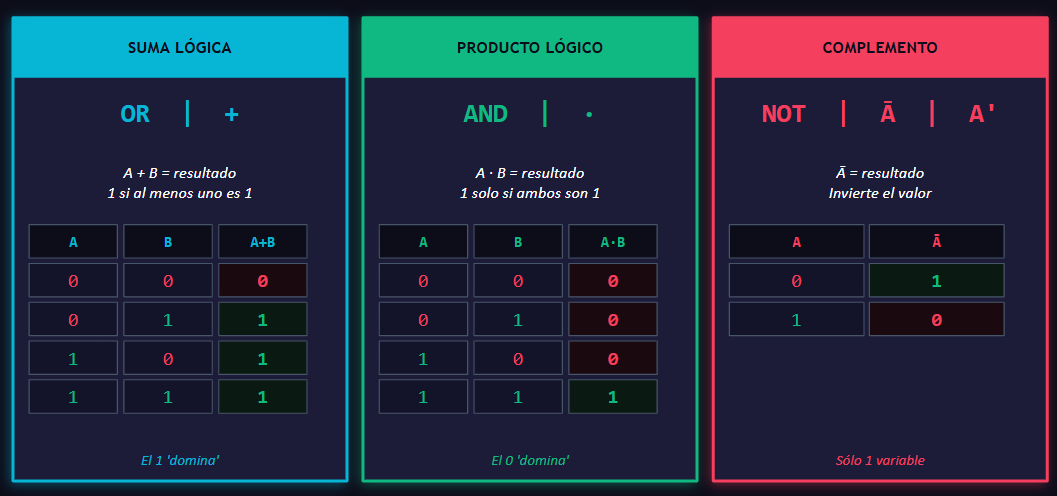 SUMA LÓGICA
OR | +
A + B = resultado
1 si al menos uno es 1
A B A+B
0 0 0
0 1 1
1 0 1
1 1 1
El 1 'domina'
PRODUCTO LÓGICO
AND | ·
A · B = resultado
1 solo si ambos son 1
A B A·B
0 0 0
0 1 0
1 0 0
1 1 1
El 0 'domina'
COMPLEMENTO
NOT | Ā | A'
Ā = resultado
Invierte el valor
A Ā
0 1
1 0
Sólo 1 variable